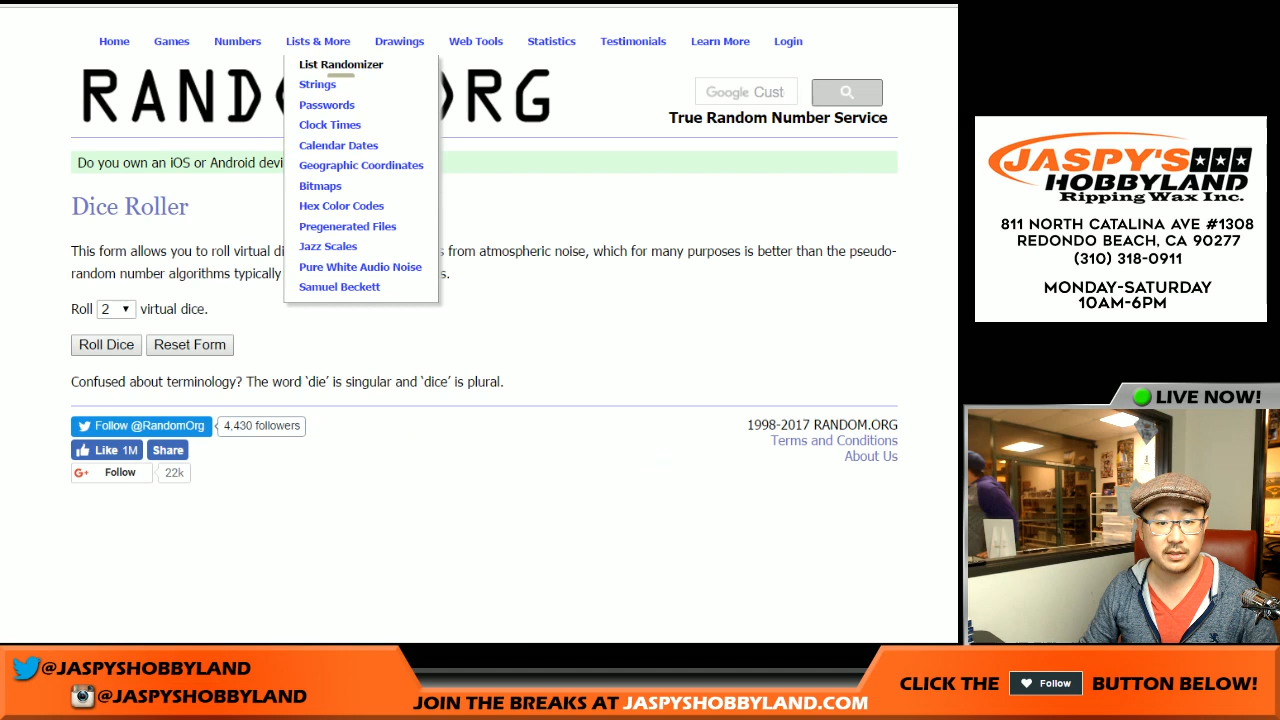 Home Games Numbers Lists & More Drawings Web Tools Statistics Testimonials Learn More Login
List Randomizer
Strings
Passwords
Clock Times
Calendar Dates
Geographic Coordinates
Bitmaps
Hex Color Codes
Pregenerated Files
Jazz Scales
Pure White Audio Noise
Samuel Beckett
RAND RG
Google Cust
True Random Number Service
Do you own an iOS or Android devi
Dice Roller
This form allows you to roll virtual di s from atmospheric noise, which for many purposes is better than the pseudo-
random number algorithms typically s.
Roll 2 virtual dice.
Roll Dice Reset Form
Confused about terminology? The word 'die' is singular and 'dice' is plural.
Follow @RandomOrg 4,430 followers
Like 1M Share
G+ Follow 22k
1998-2017 RANDOM.ORG
Terms and Conditions
About Us
JASPY'S
HOBBYLAND
Ripping Wax Inc.
811 NORTH CATALINA AVE #1308
REDONDO BEACH, CA 90277
(310) 318-0911
MONDAY-SATURDAY
10AM-6PM
LIVE NOW!
@JASPYSHOBBYLAND
@JASPYSHOBBYLAND
JOIN THE BREAKS AT JASPYSHOBBYLAND.COM
CLICK THE Follow BUTTON BELOW!